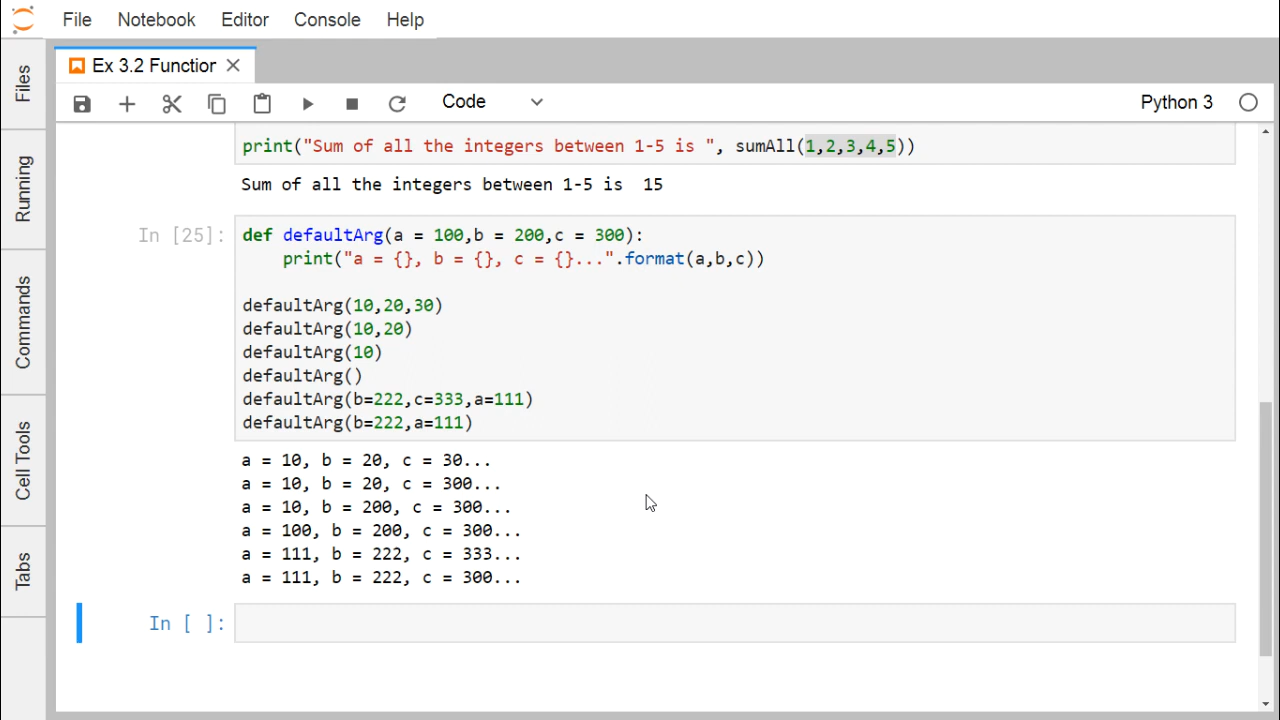 File Notebook Editor Console Help
Ex 3.2 Functior
Code Python 3
Files
Running
Commands
Cell Tools
Tabs
print("Sum of all the integers between 1-5 is ", sumAll(1,2,3,4,5))
Sum of all the integers between 1-5 is  15
In [25]:
def defaultArg(a = 100,b = 200,c = 300):
    print("a = {}, b = {}, c = {}...".format(a,b,c))
defaultArg(10,20,30)
defaultArg(10,20)
defaultArg(10)
defaultArg()
defaultArg(b=222,c=333,a=111)
defaultArg(b=222,a=111)
a = 10, b = 20, c = 30...
a = 10, b = 20, c = 300...
a = 10, b = 200, c = 300...
a = 100, b = 200, c = 300...
a = 111, b = 222, c = 333...
a = 111, b = 222, c = 300...
In [ ]: